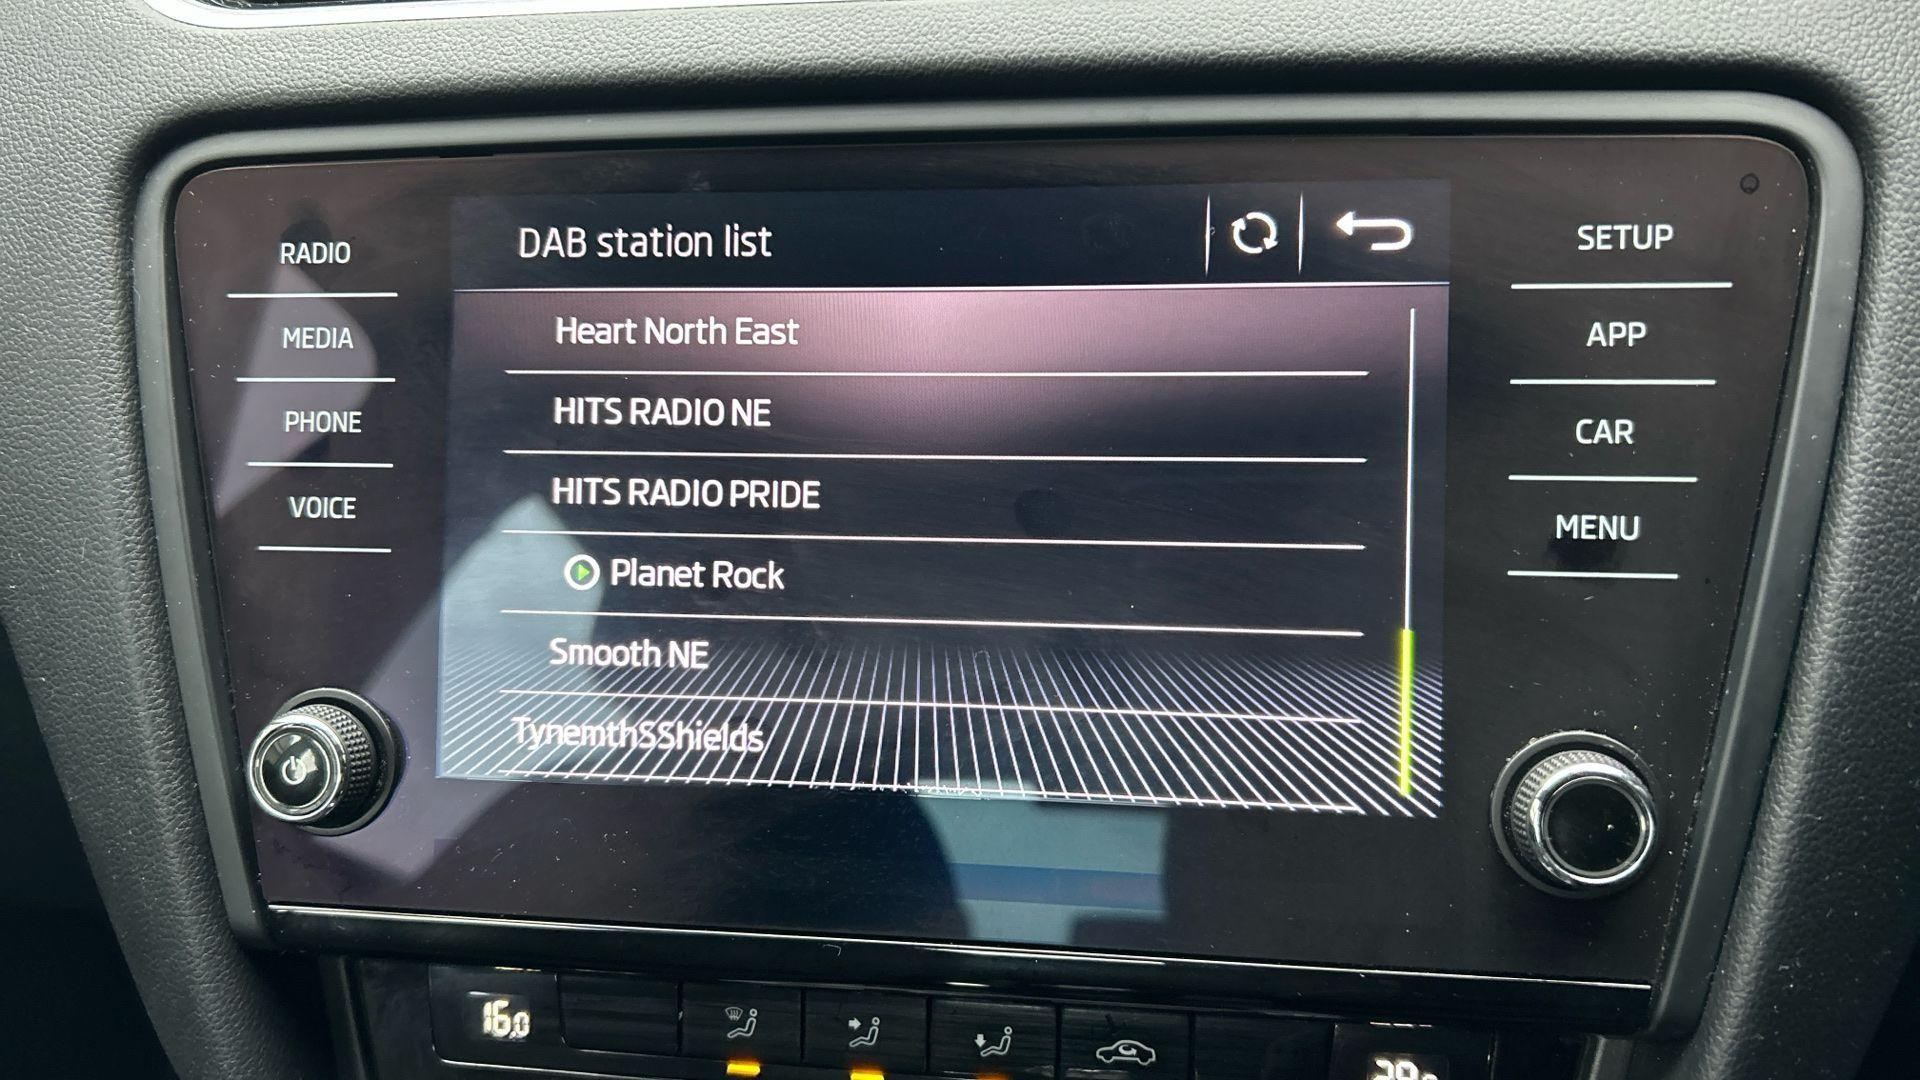 DAB station list
RADIO
MEDIA
PHONE
VOICE
Heart North East
HITS RADIO NE
HITS RADIO PRIDE
Planet Rock
Smooth NE
TynemthSShields
SETUP
APP
CAR
MENU
16.0